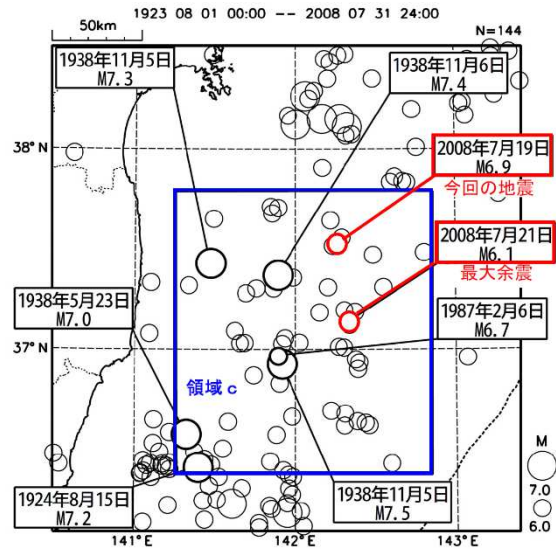 1923 08 01 00:00 -- 2008 07 31 24:00
50km
N=144
1938年11月5日
M7.3
1938年11月6日
M7.4
38°N
2008年7月19日
M6.9
今回の地震
2008年7月21日
M6.1
最大余震
1938年5月23日
M7.0
1987年2月6日
M6.7
37°N
領域c
M
7.0
6.0
1924年8月15日
M7.2
1938年11月5日
M7.5
141°E
142°E
143°E